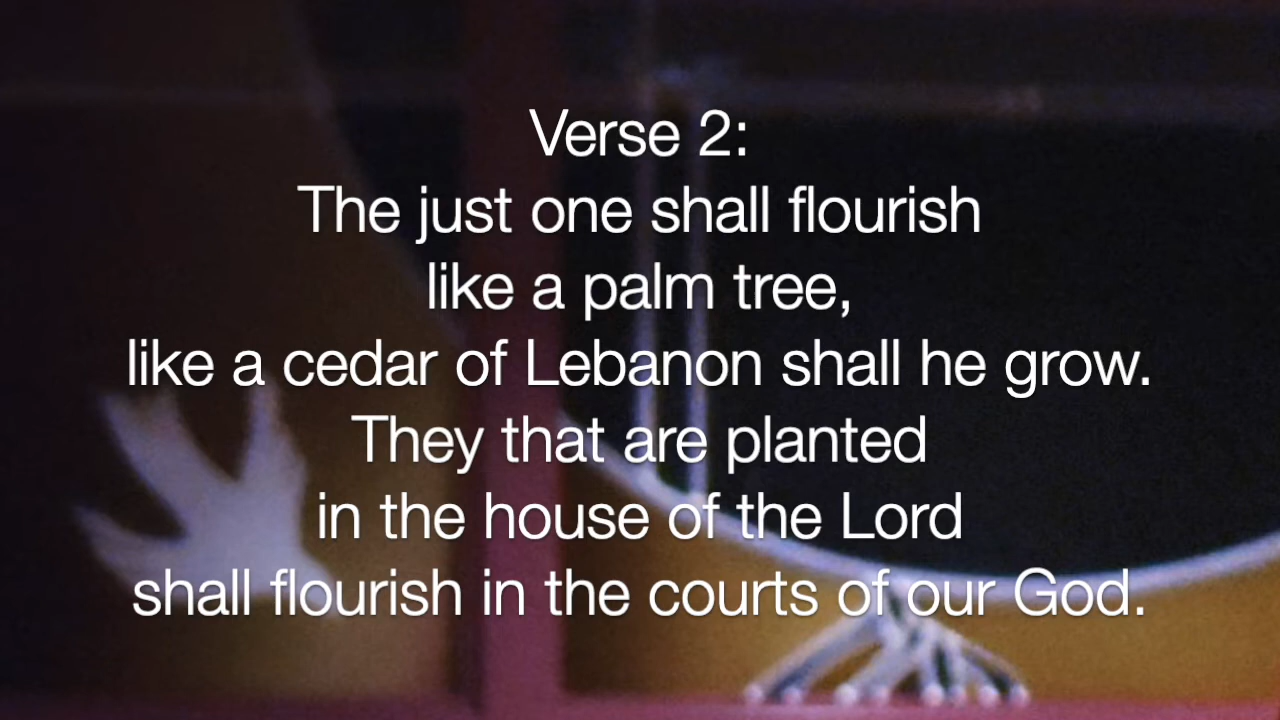 Verse 2:
The just one shall flourish
like a palm tree,
like a cedar of Lebanon shall he grow.
They that are planted
in the house of the Lord
shall flourish in the courts of our God.